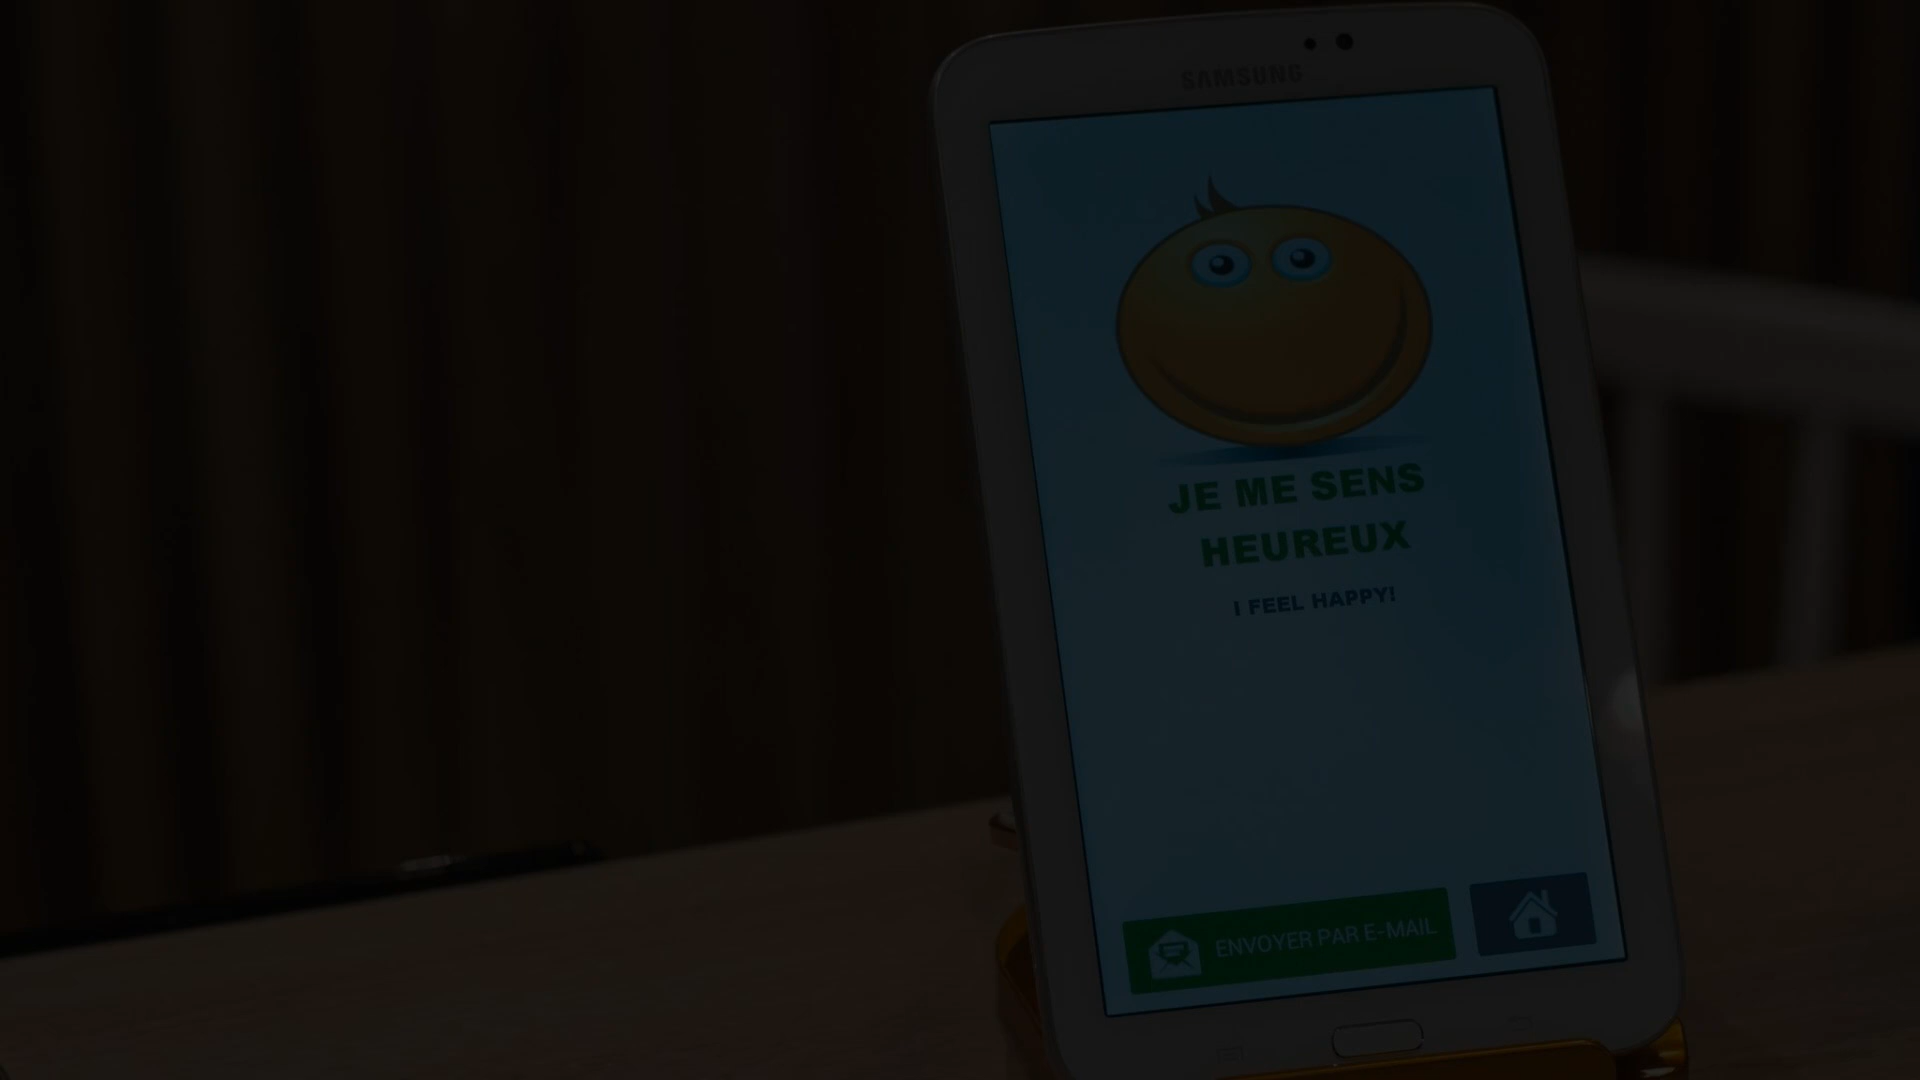 SAMSUNG
JE ME SENS
HEUREUX
I FEEL HAPPY!
ENVOYER PAR E-MAIL